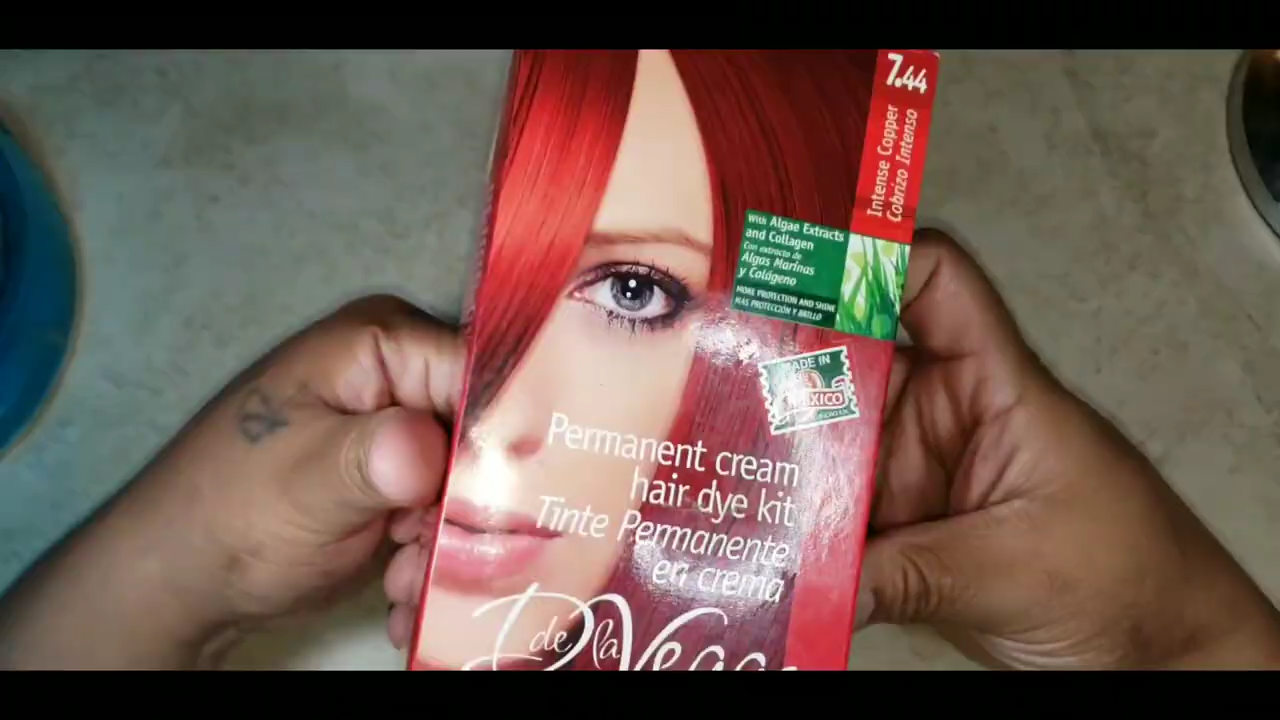 7.44
Intense Copper
Cobrizo Intenso
With Algae Extracts
and Collagen
Con extracto de
Algas Marinas
y Colágeno
MORE PROTECTION AND SHINE
MÁS PROTECCIÓN Y BRILLO
MADE IN
MEXICO
Permanent cream
hair dye kit
Tinte Permanente
en crema
de la Vega